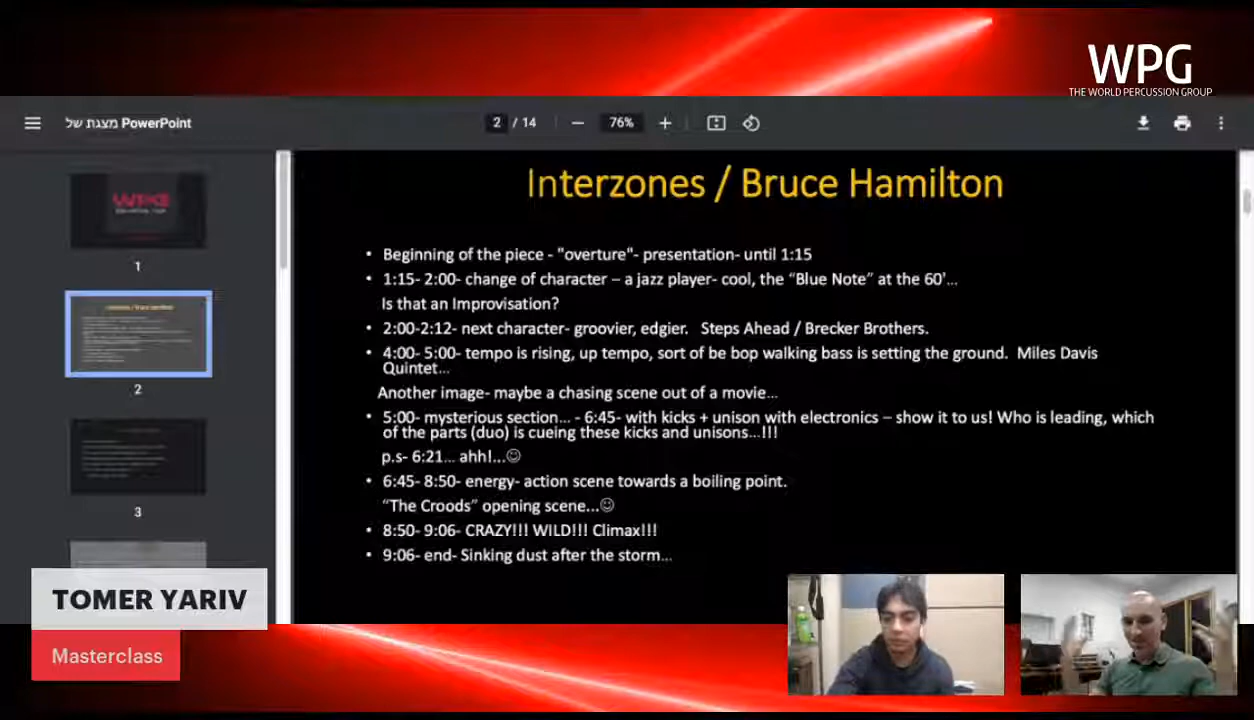 WPG
THE WORLD PERCUSSION GROUP
מצגת של PowerPoint
2 / 14
76%
Interzones / Bruce Hamilton
• Beginning of the piece - "overture"- presentation- until 1:15
• 1:15- 2:00- change of character – a jazz player- cool, the “Blue Note” at the 60'...
Is that an Improvisation?
• 2:00-2:12- next character- groovier, edgier. Steps Ahead / Brecker Brothers.
• 4:00- 5:00- tempo is rising, up tempo, sort of be bop walking bass is setting the ground. Miles Davis
Quintet...
Another image- maybe a chasing scene out of a movie...
• 5:00- mysterious section... - 6:45- with kicks + unison with electronics – show it to us! Who is leading, which
of the parts (duo) is cueing these kicks and unisons...!!!
p.s- 6:21... ahh!...☺
• 6:45- 8:50- energy- action scene towards a boiling point.
“The Croods” opening scene...☺
• 8:50- 9:06- CRAZY!!! WILD!!! Climax!!!
• 9:06- end- Sinking dust after the storm...
1
2
3
TOMER YARIV
Masterclass